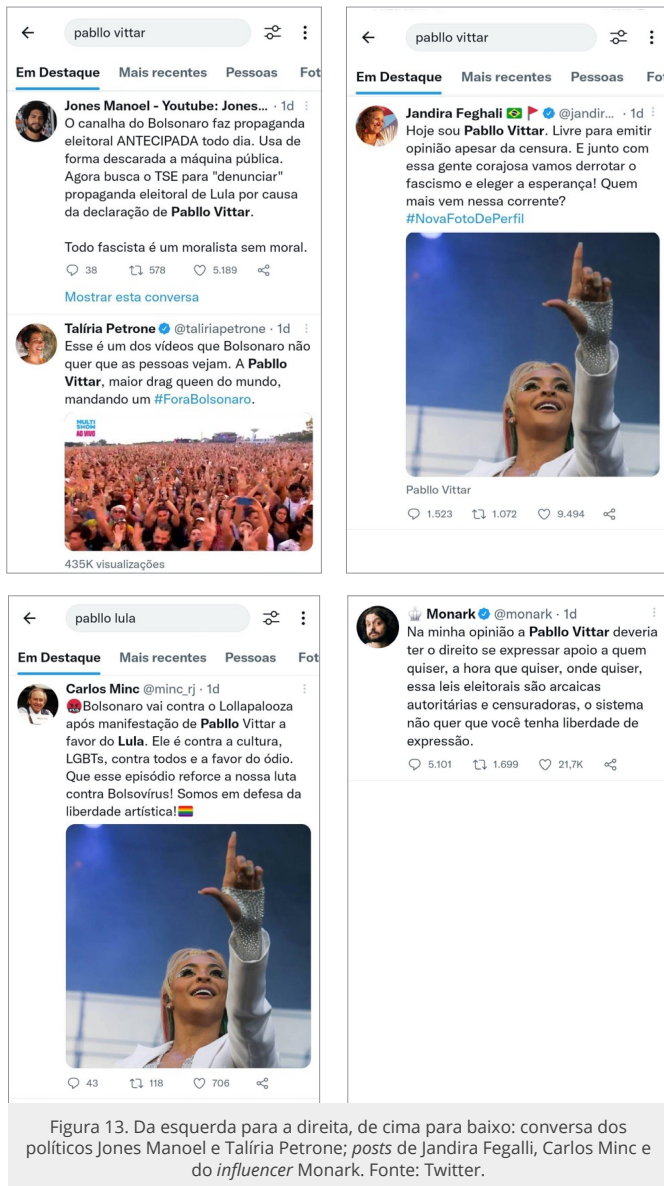 pabllo vittar
Em Destaque Mais recentes Pessoas Fot
Jones Manoel - Youtube: Jones... · 1d
O canalha do Bolsonaro faz propaganda
eleitoral ANTECIPADA todo dia. Usa de
forma descarada a máquina pública.
Agora busca o TSE para "denunciar"
propaganda eleitoral de Lula por causa
da declaração de Pabllo Vittar.
Todo fascista é um moralista sem moral.
38 578 5.189
Mostrar esta conversa
Talíria Petrone @taliriapetrone · 1d
Esse é um dos vídeos que Bolsonaro não
quer que as pessoas vejam. A Pabllo
Vittar, maior drag queen do mundo,
mandando um #ForaBolsonaro.
MULTI
SHOW
AO VIVO
435K visualizações
pabllo vittar
Em Destaque Mais recentes Pessoas Fo
Jandira Feghali @jandir... · 1d
Hoje sou Pabllo Vittar. Livre para emitir
opinião apesar da censura. E junto com
essa gente corajosa vamos derrotar o
fascismo e eleger a esperança! Quem
mais vem nessa corrente?
#NovaFotoDePerfil
Pabllo Vittar
1.523 1.072 9.494
pabllo lula
Em Destaque Mais recentes Pessoas Fot
Carlos Minc @minc_rj · 1d
Bolsonaro vai contra o Lollapalooza
após manifestação de Pabllo Vittar a
favor do Lula. Ele é contra a cultura,
LGBTs, contra todos e a favor do ódio.
Que esse episódio reforce a nossa luta
contra Bolsovírus! Somos em defesa da
liberdade artística!
43 118 706
Monark @monark · 1d
Na minha opinião a Pabllo Vittar deveria
ter o direito se expressar apoio a quem
quiser, a hora que quiser, onde quiser,
essa leis eleitorais são arcaicas
autoritárias e censuradoras, o sistema
não quer que você tenha liberdade de
expressão.
5.101 1.699 21,7K
Figura 13. Da esquerda para a direita, de cima para baixo: conversa dos
políticos Jones Manoel e Talíria Petrone; posts de Jandira Fegalli, Carlos Minc e
do influencer Monark. Fonte: Twitter.